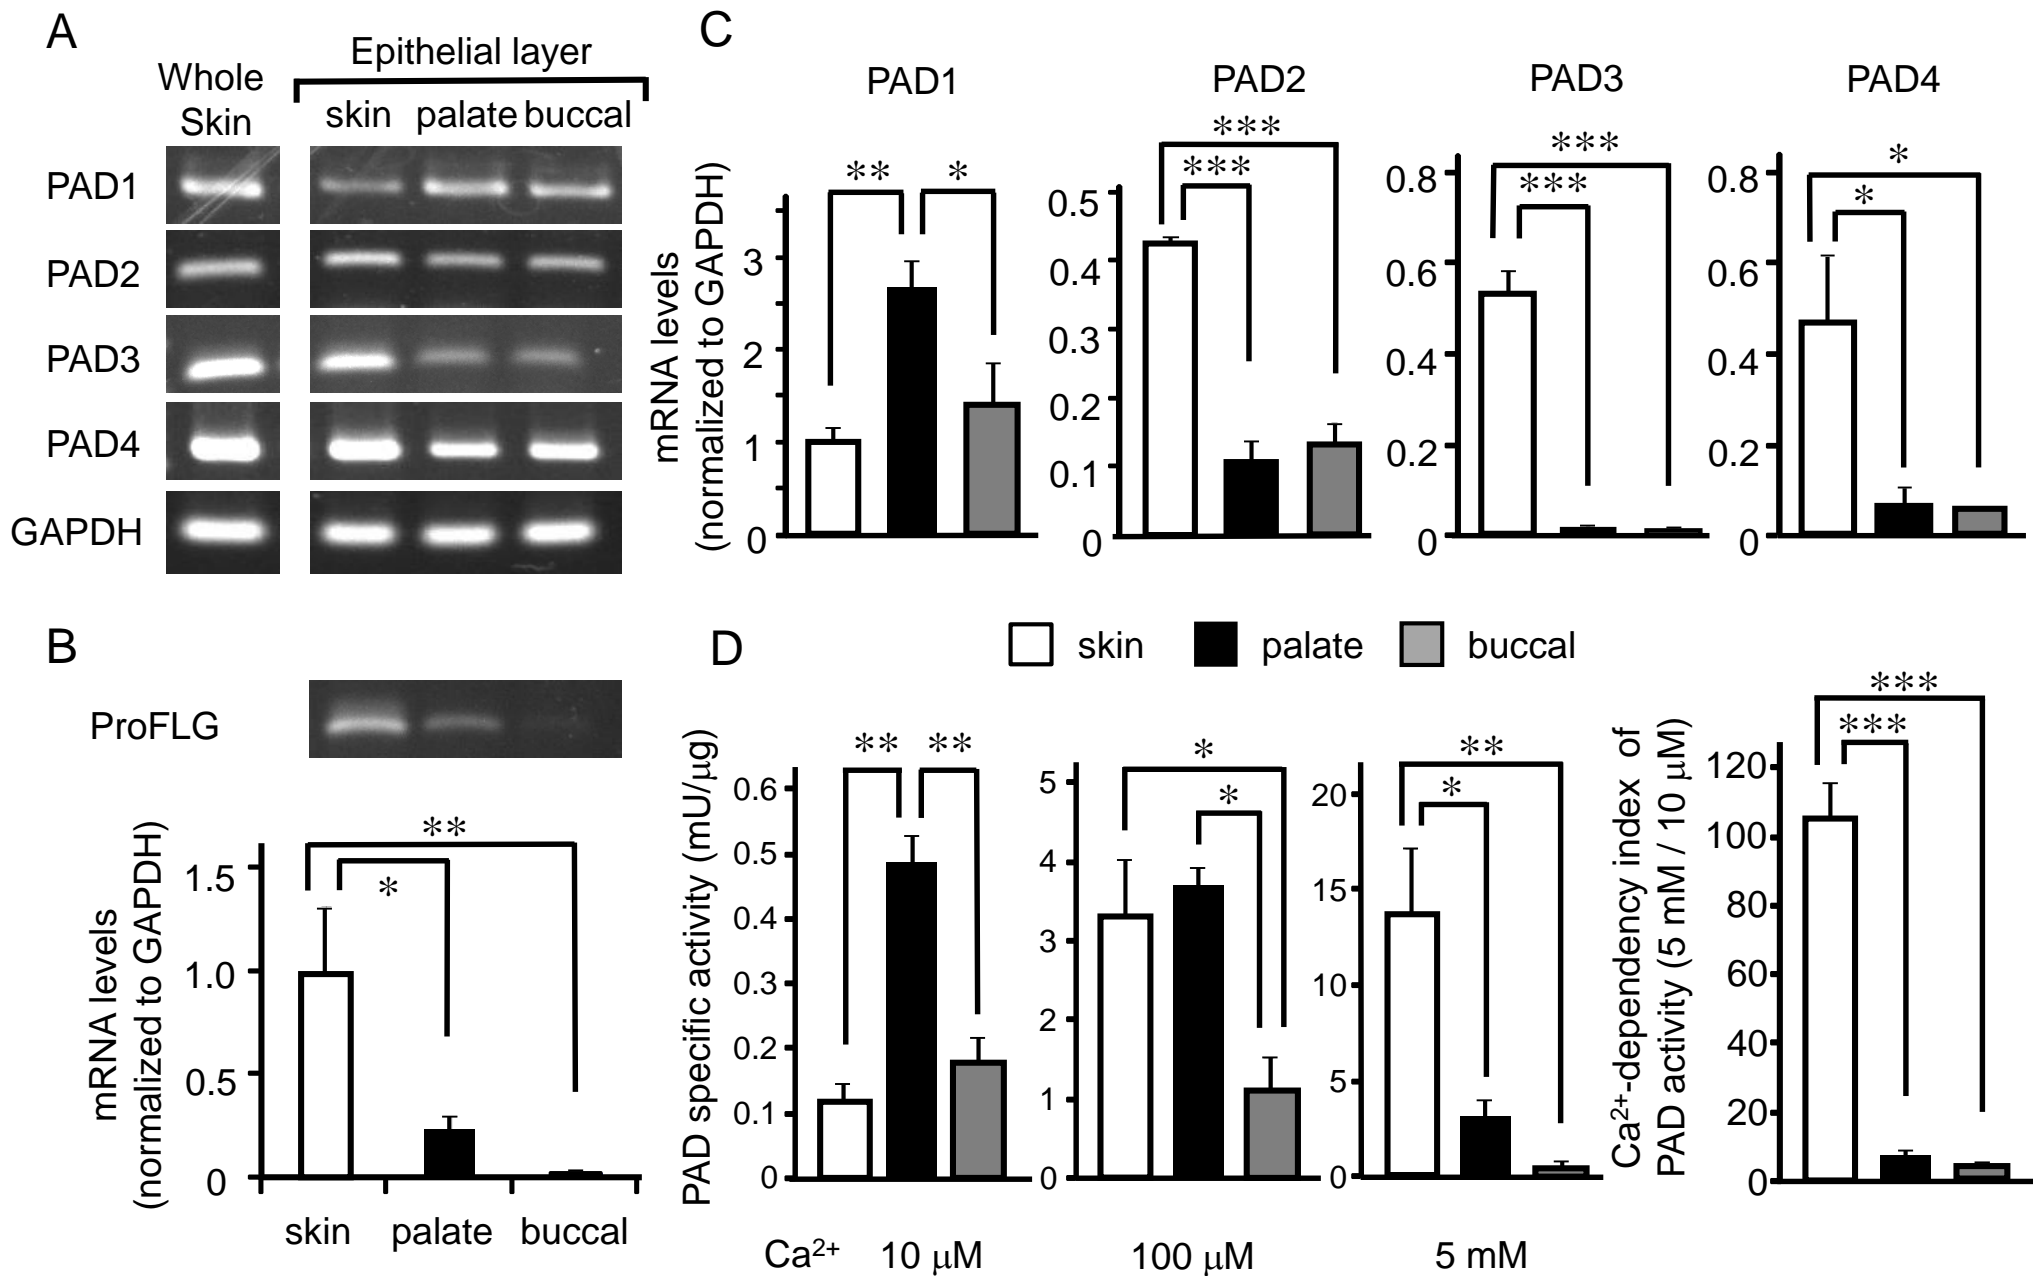 A
Epithelial layer
Whole
Skin
skin palate buccal
PAD1
PAD2
PAD3
PAD4
GAPDH
B
ProFLG
mRNA levels
(normalized to GAPDH)
1.5
1.0
0.5
0
**
*
skin palate buccal
C
mRNA levels
(normalized to GAPDH)
PAD1
** *
3
2
1
0
PAD2
***
***
0.5
0.4
0.3
0.2
0.1
0
PAD3
***
***
0.8
0.6
0.4
0.2
0
PAD4
*
*
0.8
0.6
0.4
0.2
0
skin palate buccal
D
PAD specific activity (mU/μg)
** **
0.6
0.5
0.4
0.3
0.2
0.1
0
*
*
5
4
3
2
1
0
**
*
20
15
10
5
0
Ca2+ 10 μM 100 μM 5 mM
Ca2+-dependency index of
PAD activity (5 mM / 10 μM)
***
***
120
100
80
60
40
20
0